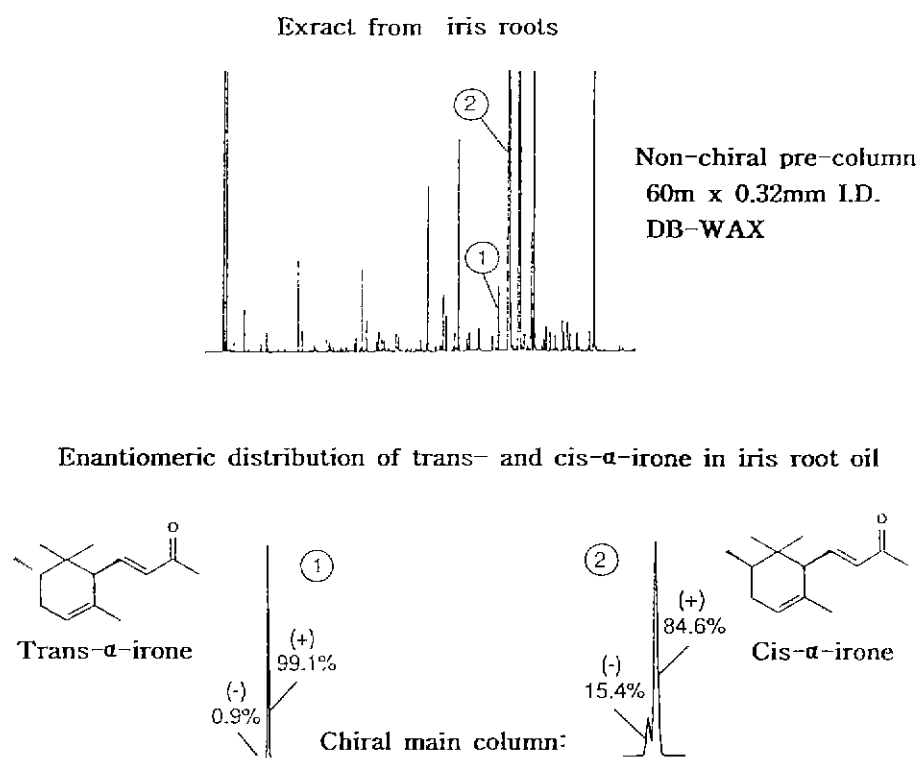 Exract from iris roots
2
1
Non-chiral pre-column
60m x 0.32mm I.D.
DB-WAX
Enantiomeric distribution of trans- and cis-α-irone in iris root oil
O
1
2
O
Trans-α-irone
(+)
99.1%
(-)
0.9%
(+)
84.6%
(-)
15.4%
Cis-α-irone
Chiral main column: